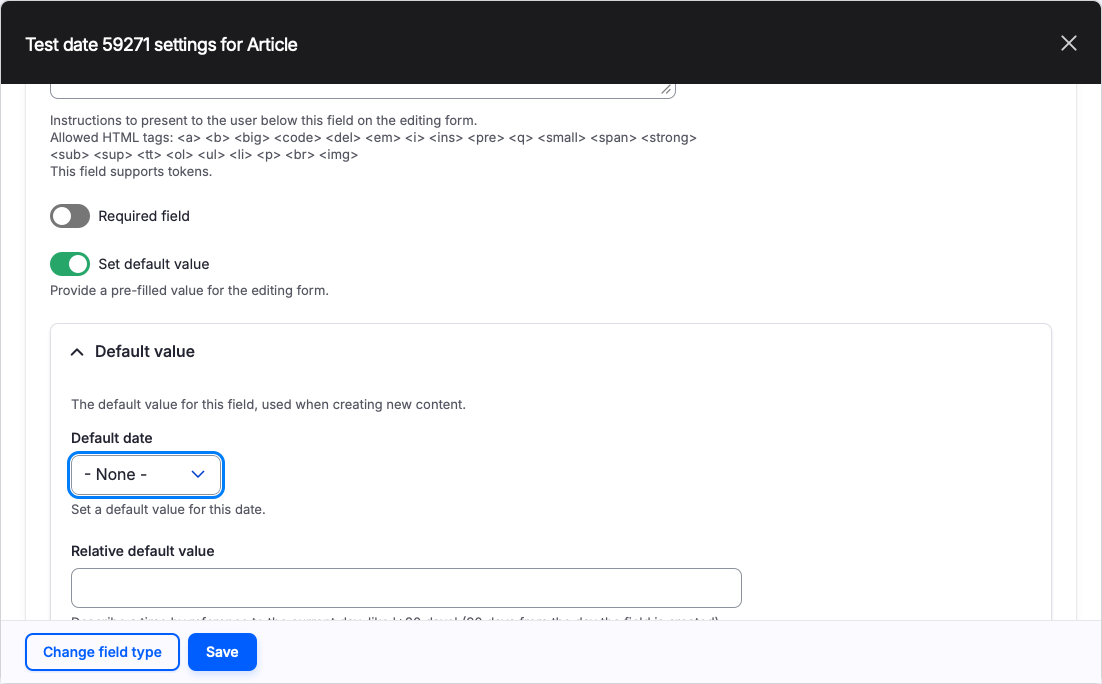 Test date 59271 settings for Article
Instructions to present to the user below this field on the editing form.
Allowed HTML tags: <a> <b> <big> <code> <del> <em> <i> <ins> <pre> <q> <small> <span> <strong>
<sub> <sup> <tt> <ol> <ul> <li> <p> <br> <img>
This field supports tokens.
Required field
Set default value
Provide a pre-filled value for the editing form.
Default value
The default value for this field, used when creating new content.
Default date
- None -
Set a default value for this date.
Relative default value
Change field type
Save